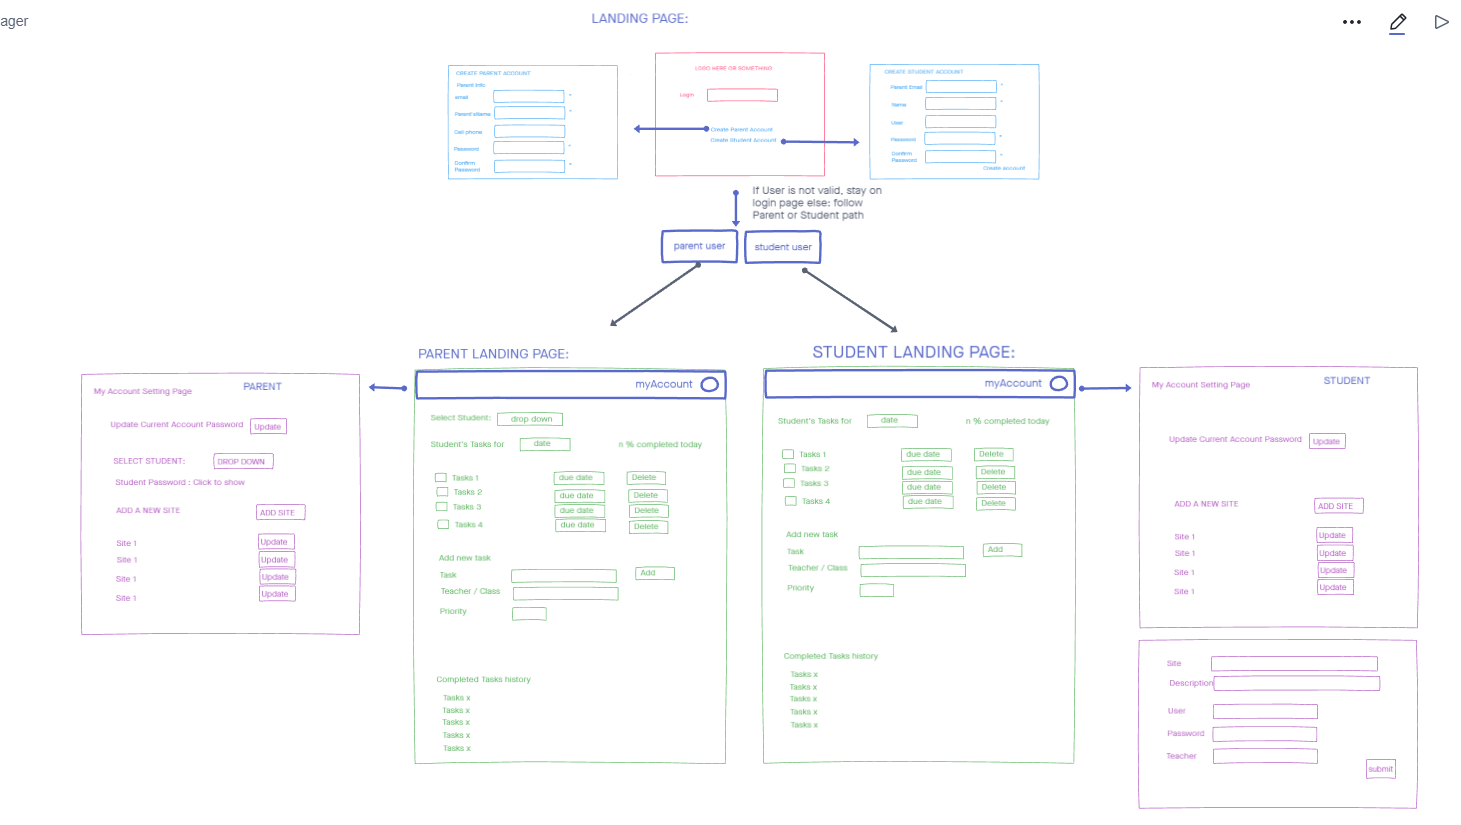 ager
LANDING PAGE:
CREATE PARENT ACCOUNT
Parent Info
email
*
Parent sName
*
Cell phone
Password
*
Confirm
Password
*
LOGO HERE OR SOMETHING
Login
Create Parent Account
Create Student Account
CREATE STUDENT ACCOUNT
Parent Email
*
Name
*
User
Password
*
Confirm
Password
*
Create account!
If User is not valid, stay on
login page else: follow
Parent or Student path
parent user
student user
My Account Setting Page
PARENT
Update Current Account Password
Update
SELECT STUDENT:
DROP DOWN
Student Password : Click to show
ADD A NEW SITE
ADD SITE
Site 1
Update
Site 1
Update
Site 1
Update
Site 1
Update
PARENT LANDING PAGE:
myAccount
Select Student:
drop down
Student's Tasks for
date
n % completed today
Tasks 1
due date
Delete
Tasks 2
due date
Delete
Tasks 3
due date
Delete
Tasks 4
due date
Delete
Add new task
Task
Add
Teacher / Class
Priority
Completed Tasks history
Tasks x
Tasks x
Tasks x
Tasks x
Tasks x
STUDENT LANDING PAGE:
myAccount
Student's Tasks for
date
n % completed today
Tasks 1
due date
Delete
Tasks 2
due date
Delete
Tasks 3
due date
Delete
Tasks 4
due date
Delete
Add new task
Task
Add
Teacher / Class
Priority
Completed Tasks history
Tasks x
Tasks x
Tasks x
Tasks x
Tasks x
My Account Setting Page
STUDENT
Update Current Account Password
Update
ADD A NEW SITE
ADD SITE
Site 1
Update
Site 1
Update
Site 1
Update
Site 1
Update
Site
Description
User
Password
Teacher
submit